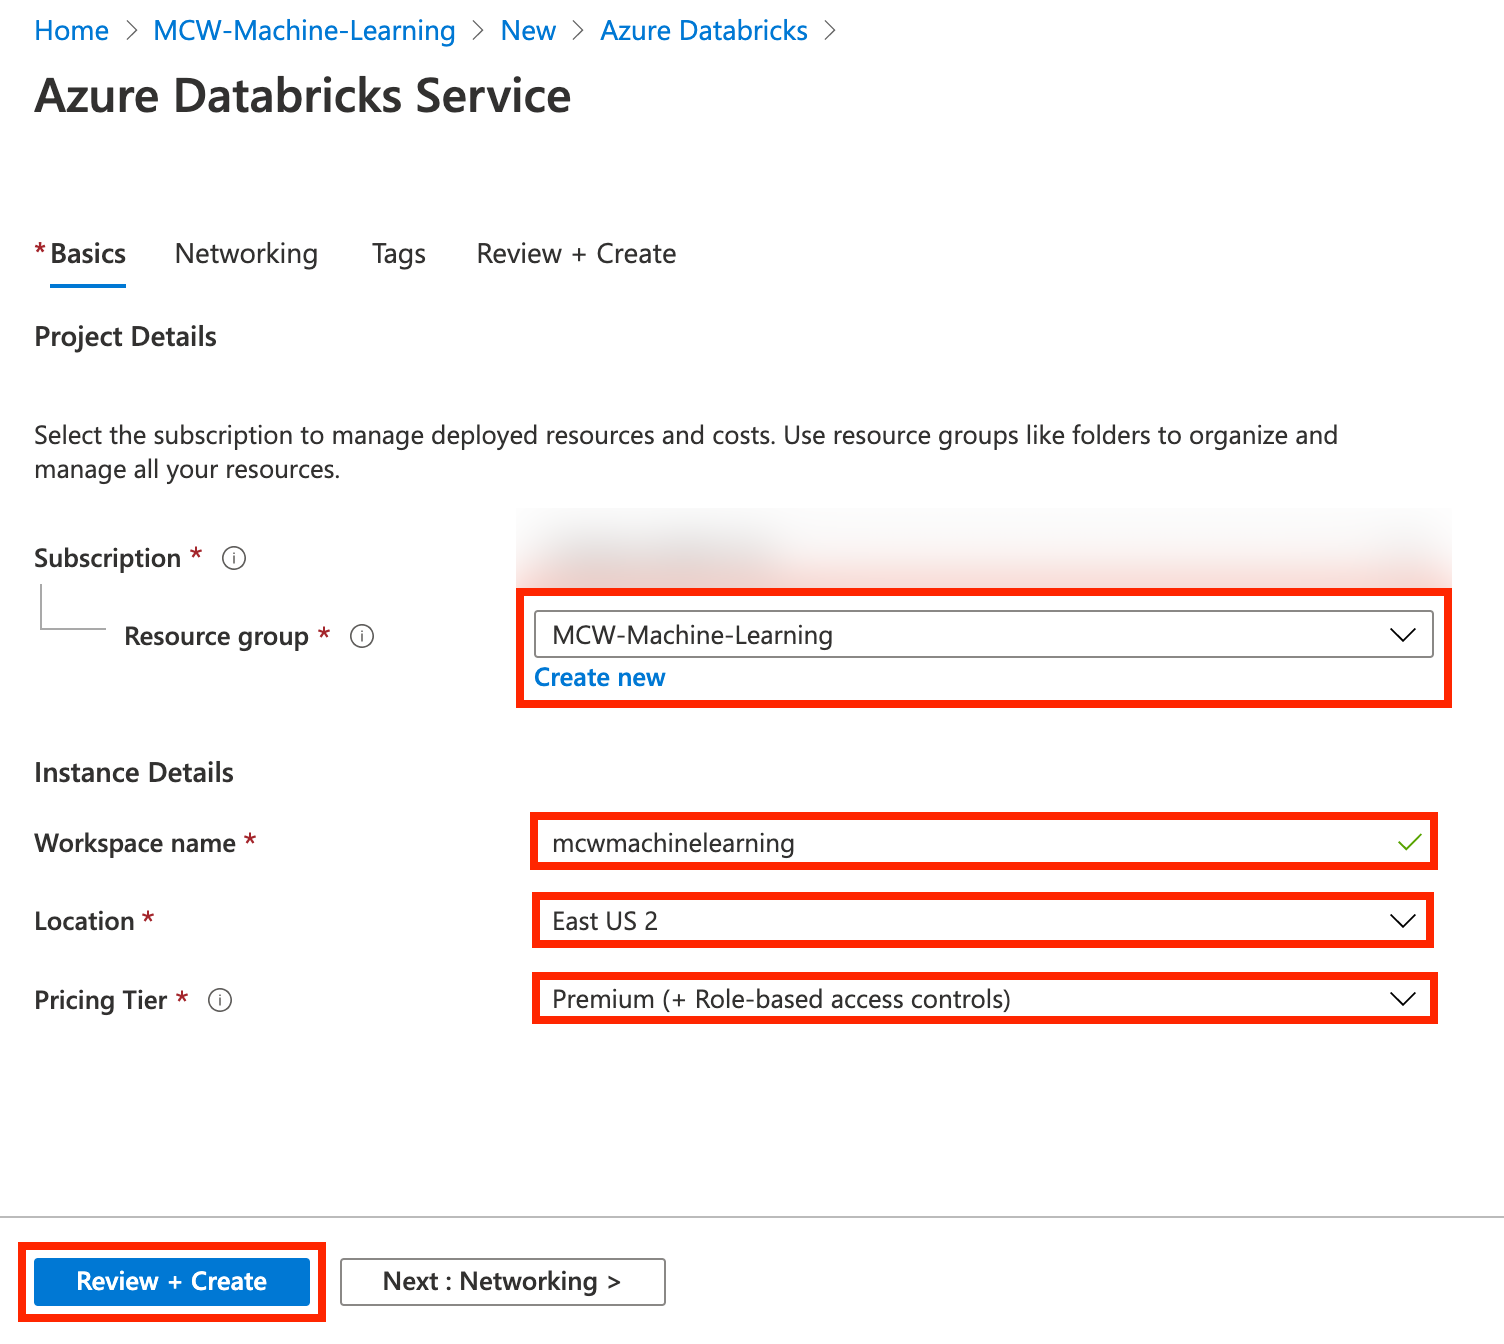 Home > MCW-Machine-Learning > New > Azure Databricks >
Azure Databricks Service
* Basics Networking Tags Review + Create
Project Details
Select the subscription to manage deployed resources and costs. Use resource groups like folders to organize and
manage all your resources.
Subscription *
Resource group * MCW-Machine-Learning
Create new
Instance Details
Workspace name * mcwmachinelearning
Location * East US 2
Pricing Tier * Premium (+ Role-based access controls)
Review + Create Next : Networking >